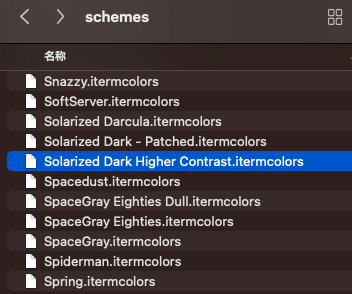 schemes
名称
Snazzy.itermcolors
SoftServer.itermcolors
Solarized Darcula.itermcolors
Solarized Dark - Patched.itermcolors
Solarized Dark Higher Contrast.itermcolors
Spacedust.itermcolors
SpaceGray Eighties Dull.itermcolors
SpaceGray Eighties.itermcolors
SpaceGray.itermcolors
Spiderman.itermcolors
Spring.itermcolors